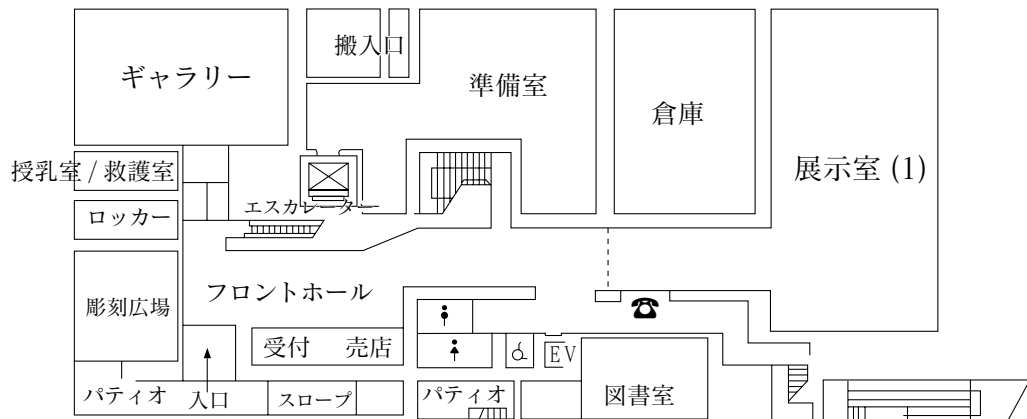 搬入口
ギャラリー
準備室
倉庫
授乳室 / 救護室
展示室 (1)
ロッカー
エスカレーター
フロントホール
彫刻広場
受付 売店
EV
パティオ
入口
スロープ
パティオ
図書室